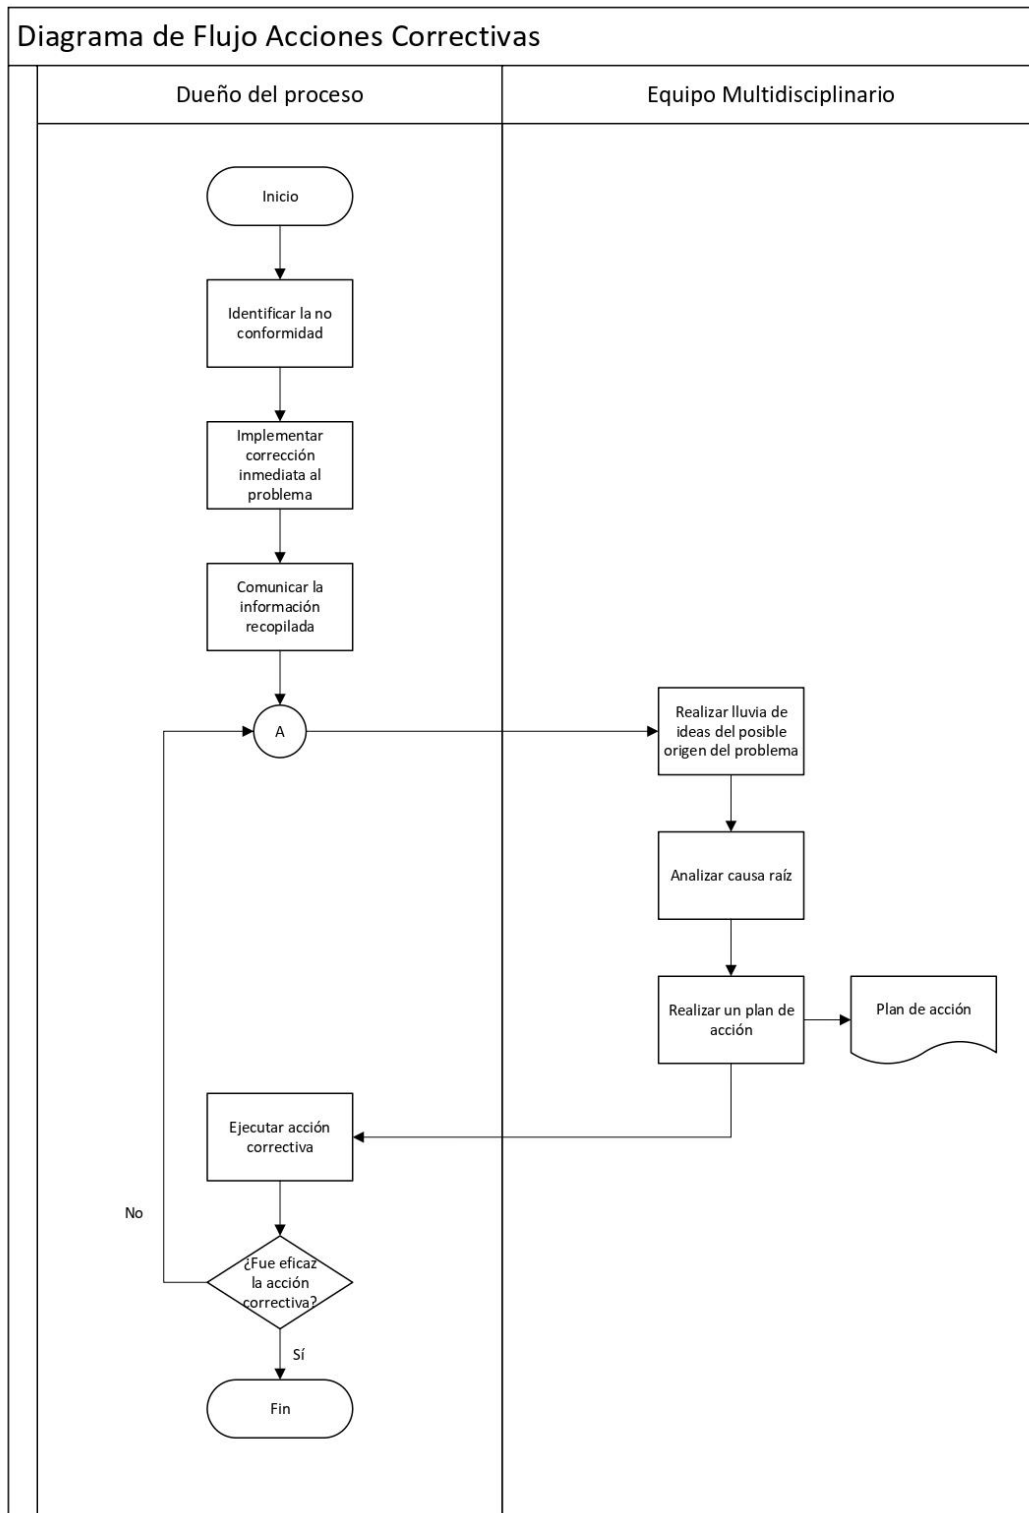 Diagrama de Flujo Acciones Correctivas
Dueño del proceso
Equipo Multidisciplinario
Inicio
Identificar la no
conformidad
Implementar
corrección
inmediata al
problema
Comunicar la
información
recopilada
A
Realizar lluvia de
ideas del posible
origen del problema
Analizar causa raíz
Realizar un plan de
acción
Plan de acción
Ejecutar acción
correctiva
No
¿Fue eficaz
la acción
correctiva?
Sí
Fin